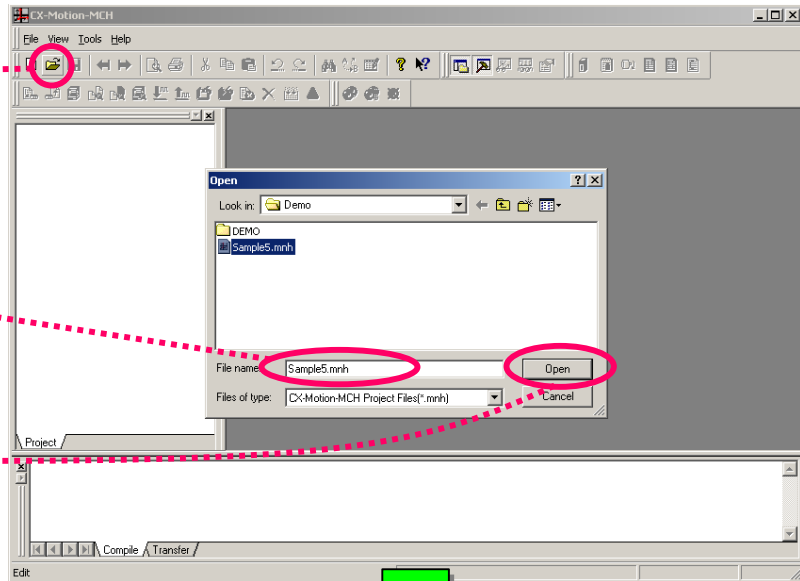 CX-Motion-MCH
File View Tools Help
Open
Look in: Demo
DEMO
Sample5.mnh
File name: Sample5.mnh Open
Files of type: CX-Motion-MCH Project Files(*.mnh) Cancel
Project
Compile Transfer
Edit